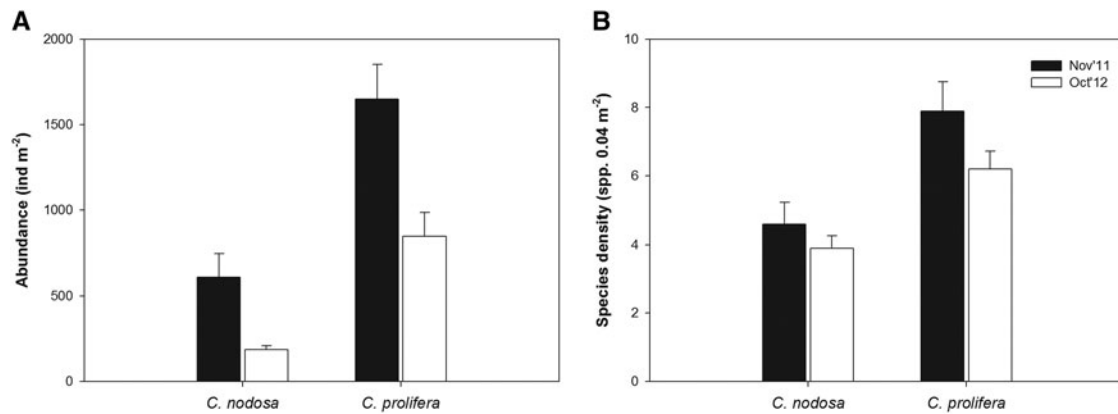 A
2000
1500
1000
500
0
Abundance (ind m⁻²)
C. nodosa C. prolifera
B
10
8
6
4
2
0
Species density (spp. 0.04 m⁻²)
Nov'11
Oct'12
C. nodosa C. prolifera